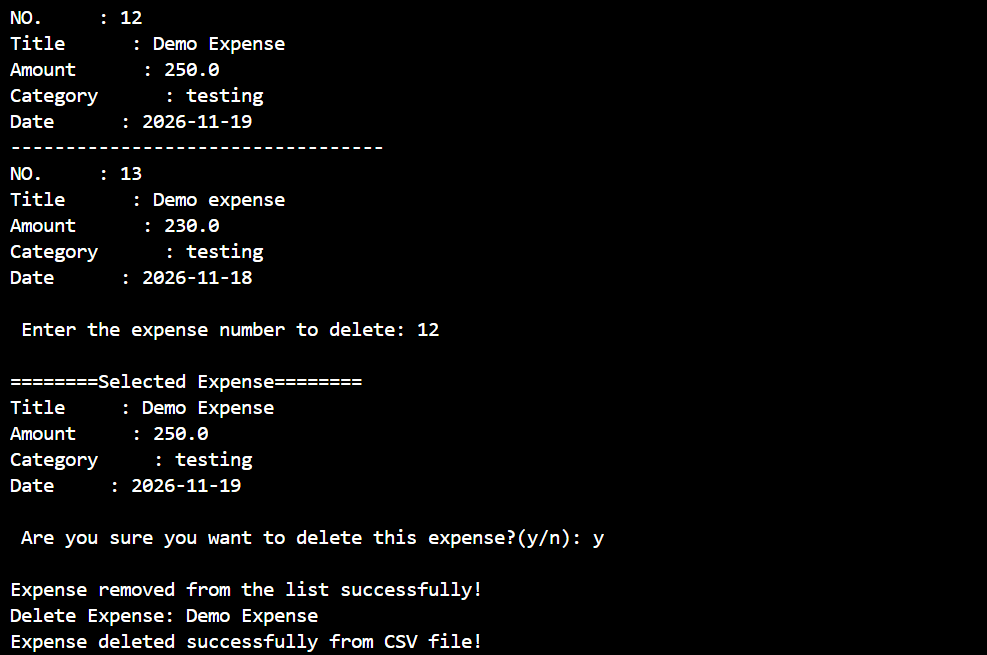 NO.     : 12
Title      : Demo Expense
Amount      : 250.0
Category      : testing
Date      : 2026-11-19
----------------------------------
NO.     : 13
Title      : Demo expense
Amount      : 230.0
Category      : testing
Date      : 2026-11-18
 Enter the expense number to delete: 12
========Selected Expense========
Title     : Demo Expense
Amount     : 250.0
Category     : testing
Date     : 2026-11-19
 Are you sure you want to delete this expense?(y/n): y
Expense removed from the list successfully!
Delete Expense: Demo Expense
Expense deleted successfully from CSV file!